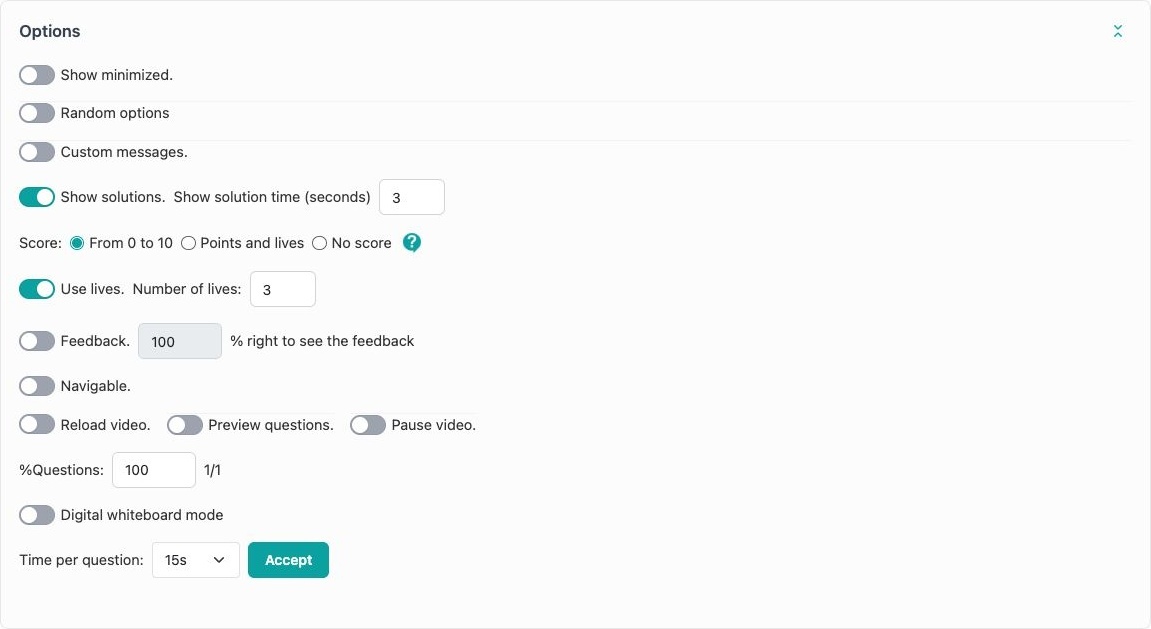 Options
Show minimized.
Random options
Custom messages.
Show solutions. Show solution time (seconds) 3
Score: From 0 to 10 Points and lives No score ?
Use lives. Number of lives: 3
Feedback. 100 % right to see the feedback
Navigable.
Reload video. Preview questions. Pause video.
%Questions: 100 1/1
Digital whiteboard mode
Time per question: 15s Accept